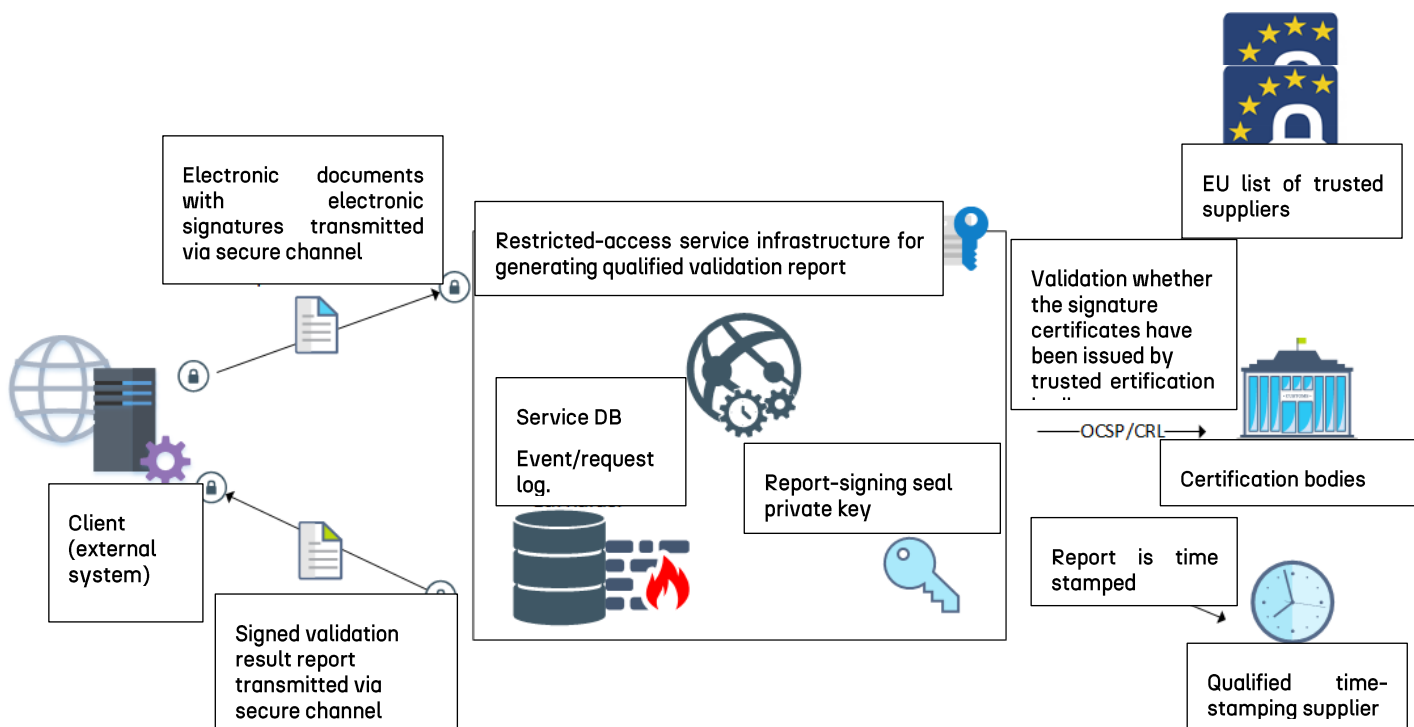 Electronic documents
with electronic
signatures transmitted
via secure channel
EU list of trusted
suppliers
Restricted-access service infrastructure for
generating qualified validation report
Validation whether
the signature
certificates have
been issued by
trusted ertification
OCSP/CRL
CUSTOMS
Certification bodies
Service DB
Event/request
log.
Report-signing seal
private key
Client
(external
system)
Report is time
stamped
Signed validation
result report
transmitted via
secure channel
Qualified time-
stamping supplier